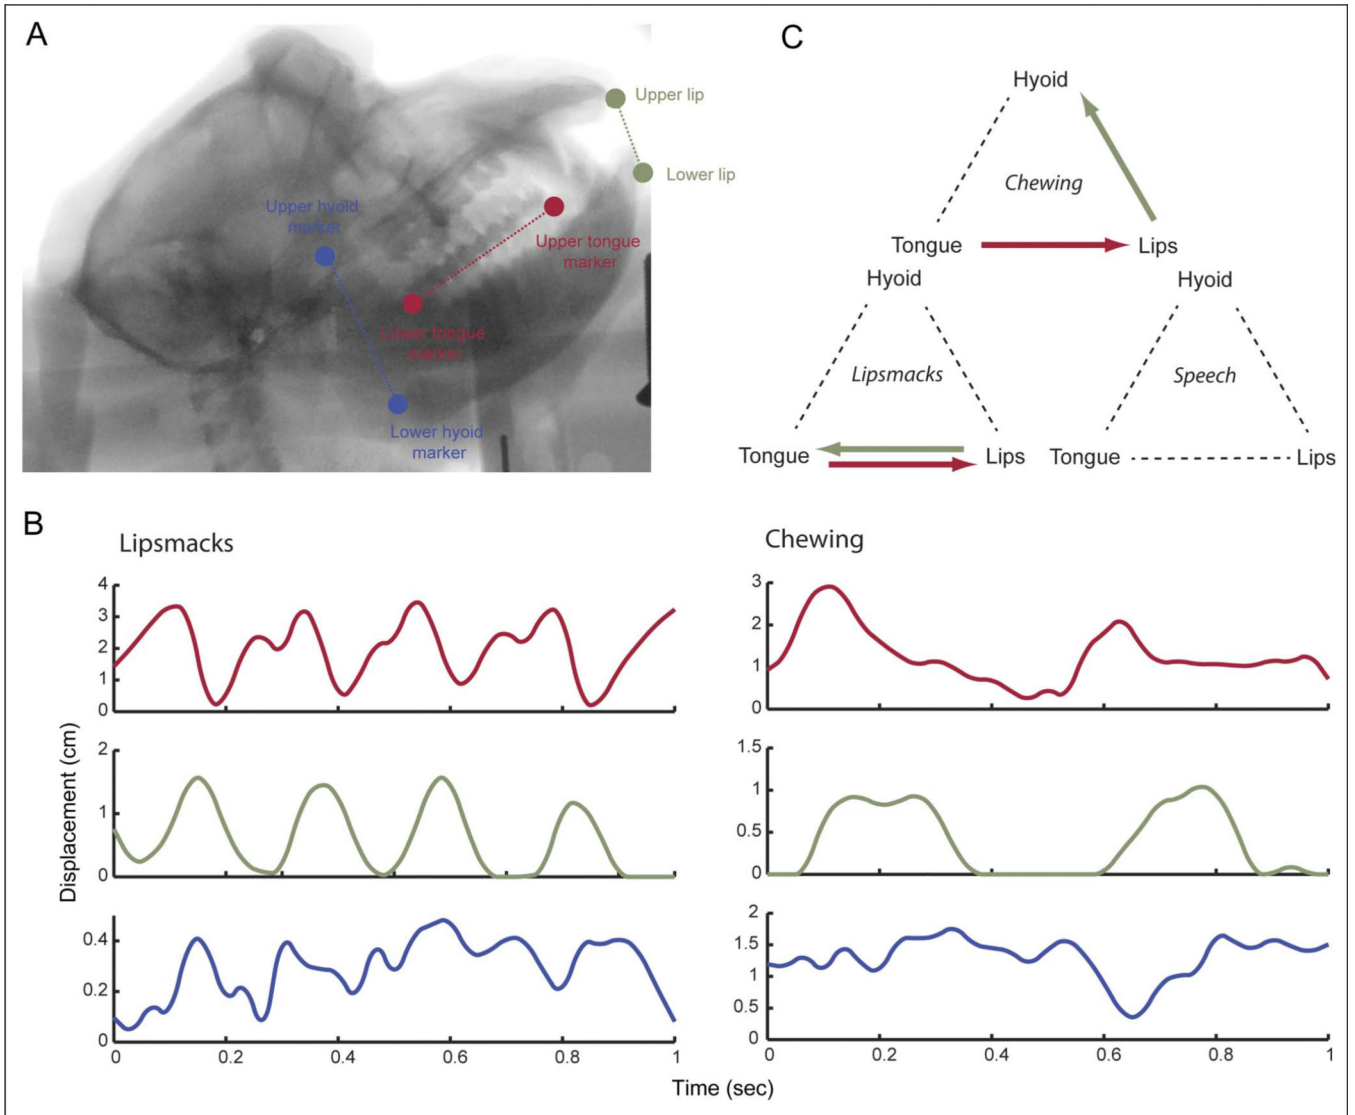 A
Upper lip
Lower lip
Upper hyoid
marker
Upper tongue
marker
Lower tongue
marker
Lower hyoid
marker
C
Hyoid
Chewing
Tongue
Lips
Hyoid
Lipsmacks
Tongue
Lips
Hyoid
Speech
Tongue
Lips
B
Lipsmacks
4
3
2
1
0
2
1
0
0.4
0.2
0
0
0.2
0.4
0.6
0.8
1
Displacement (cm)
Chewing
3
2
1
0
1.5
1
0.5
0
2
1.5
1
0.5
0
0
0.2
0.4
0.6
0.8
1
Time (sec)